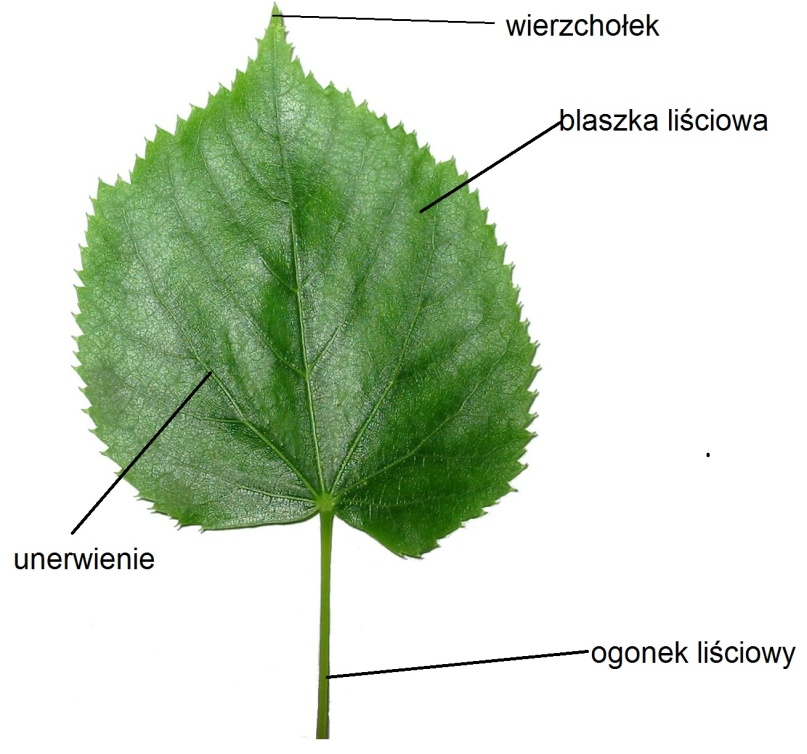 wierzchołek
blaszka liściowa
unerwienie
ogonek liściowy